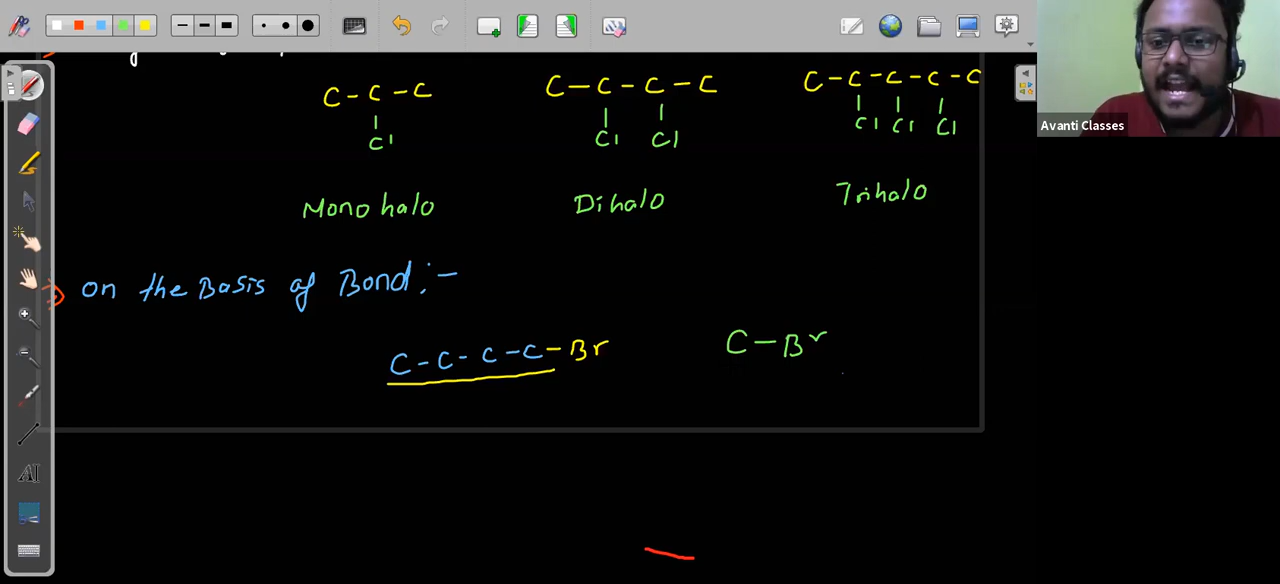 C-C-C
Cl
C-C-C-C
Cl Cl
C-C-C-C-C
Cl Cl Cl
Mono halo
Dihalo
Trihalo
on the Basis of Bond:-
C-C-C-C-Br
C-Br
Avanti Classes
AI